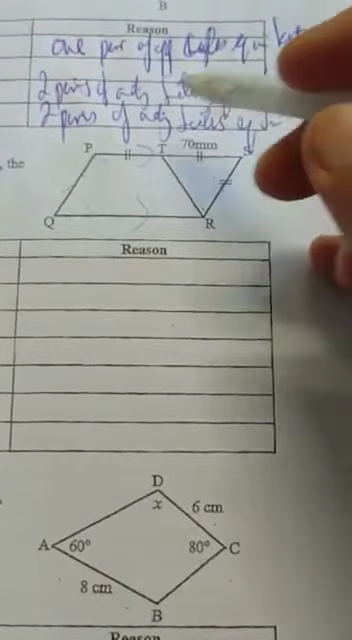 B
Reason
one pair of opp
2 pairs of adj
2 pairs of adj sides
, the
P T 70mm S
Q R
Reason
D
x 6 cm
A 60° 80° C
8 cm
B
Reason